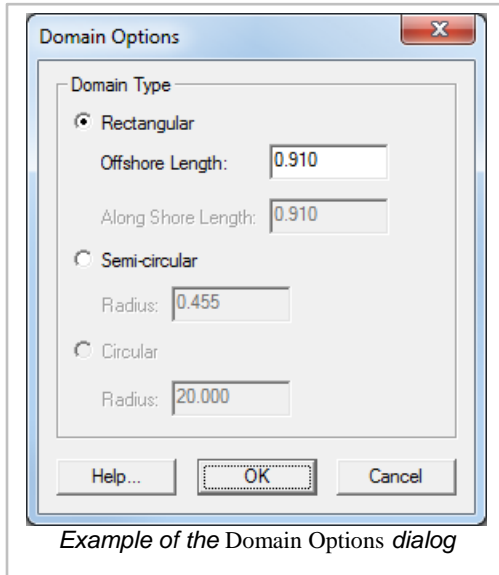 Domain Options
Domain Type
Rectangular
Offshore Length: 0.910
Along Shore Length: 0.910
Semi-circular
Radius: 0.455
Circular
Radius: 20.000
Help... OK Cancel
Example of the Domain Options dialog